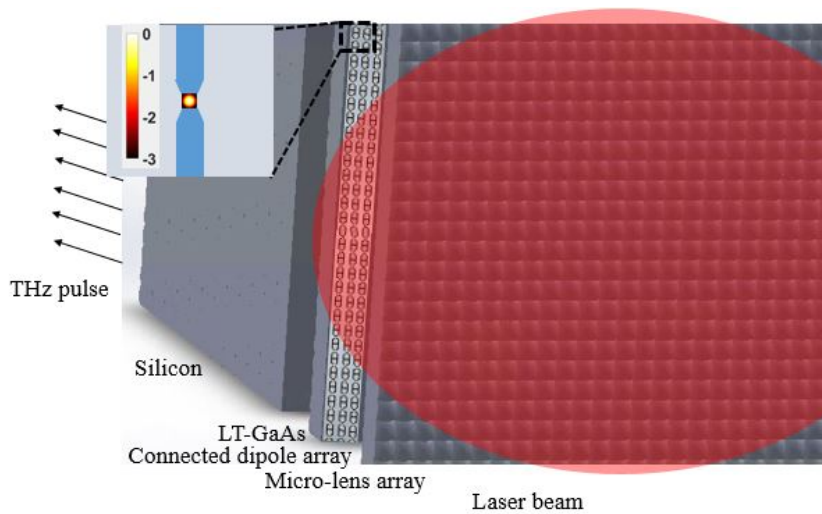 0
-1
-2
-3
THz pulse
Silicon
LT-GaAs
Connected dipole array
Micro-lens array
Laser beam